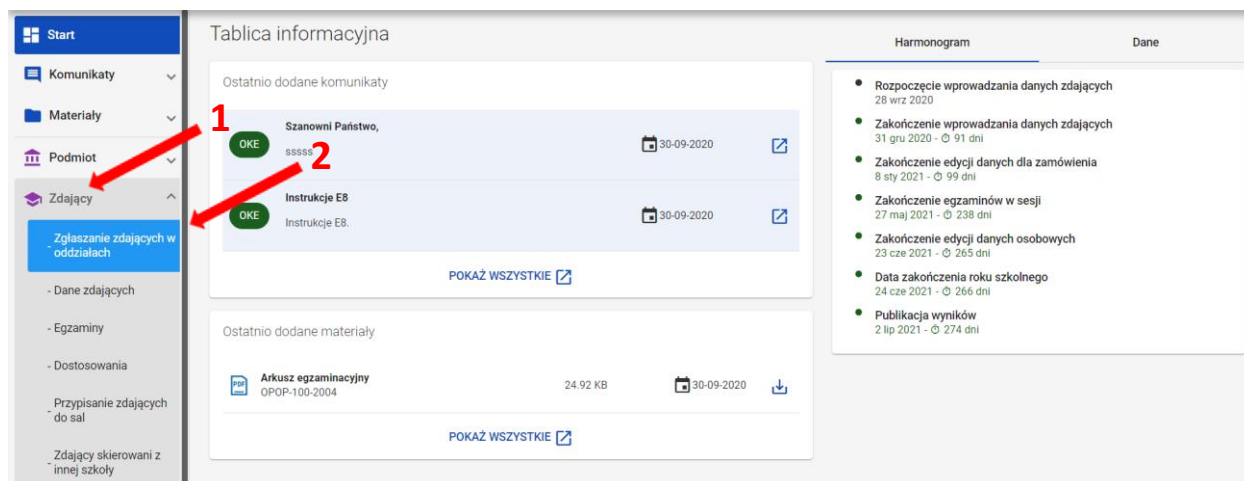 Start
Komunikaty
Materiały
Podmiot
Zdający
Zgłaszanie zdających w
oddziałach
- Dane zdających
- Egzaminy
- Dostosowania
- Przypisanie zdających
do sal
- Zdający skierowani z
innej szkoły
1
2
Tablica informacyjna
Ostatnio dodane komunikaty
OKE
Szanowni Państwo,
sssss
30-09-2020
OKE
Instrukcje E8
Instrukcje E8.
30-09-2020
POKAŻ WSZYSTKIE
Ostatnio dodane materiały
PDF
Arkusz egzaminacyjny
OPOP-100-2004
24.92 KB
30-09-2020
POKAŻ WSZYSTKIE
Harmonogram
Dane
Rozpoczęcie wprowadzania danych zdających
28 wrz 2020
Zakończenie wprowadzania danych zdających
31 gru 2020 - 91 dni
Zakończenie edycji danych dla zamówienia
8 sty 2021 - 99 dni
Zakończenie egzaminów w sesji
27 maj 2021 - 238 dni
Zakończenie edycji danych osobowych
23 cze 2021 - 265 dni
Data zakończenia roku szkolnego
24 cze 2021 - 266 dni
Publikacja wyników
2 lip 2021 - 274 dni